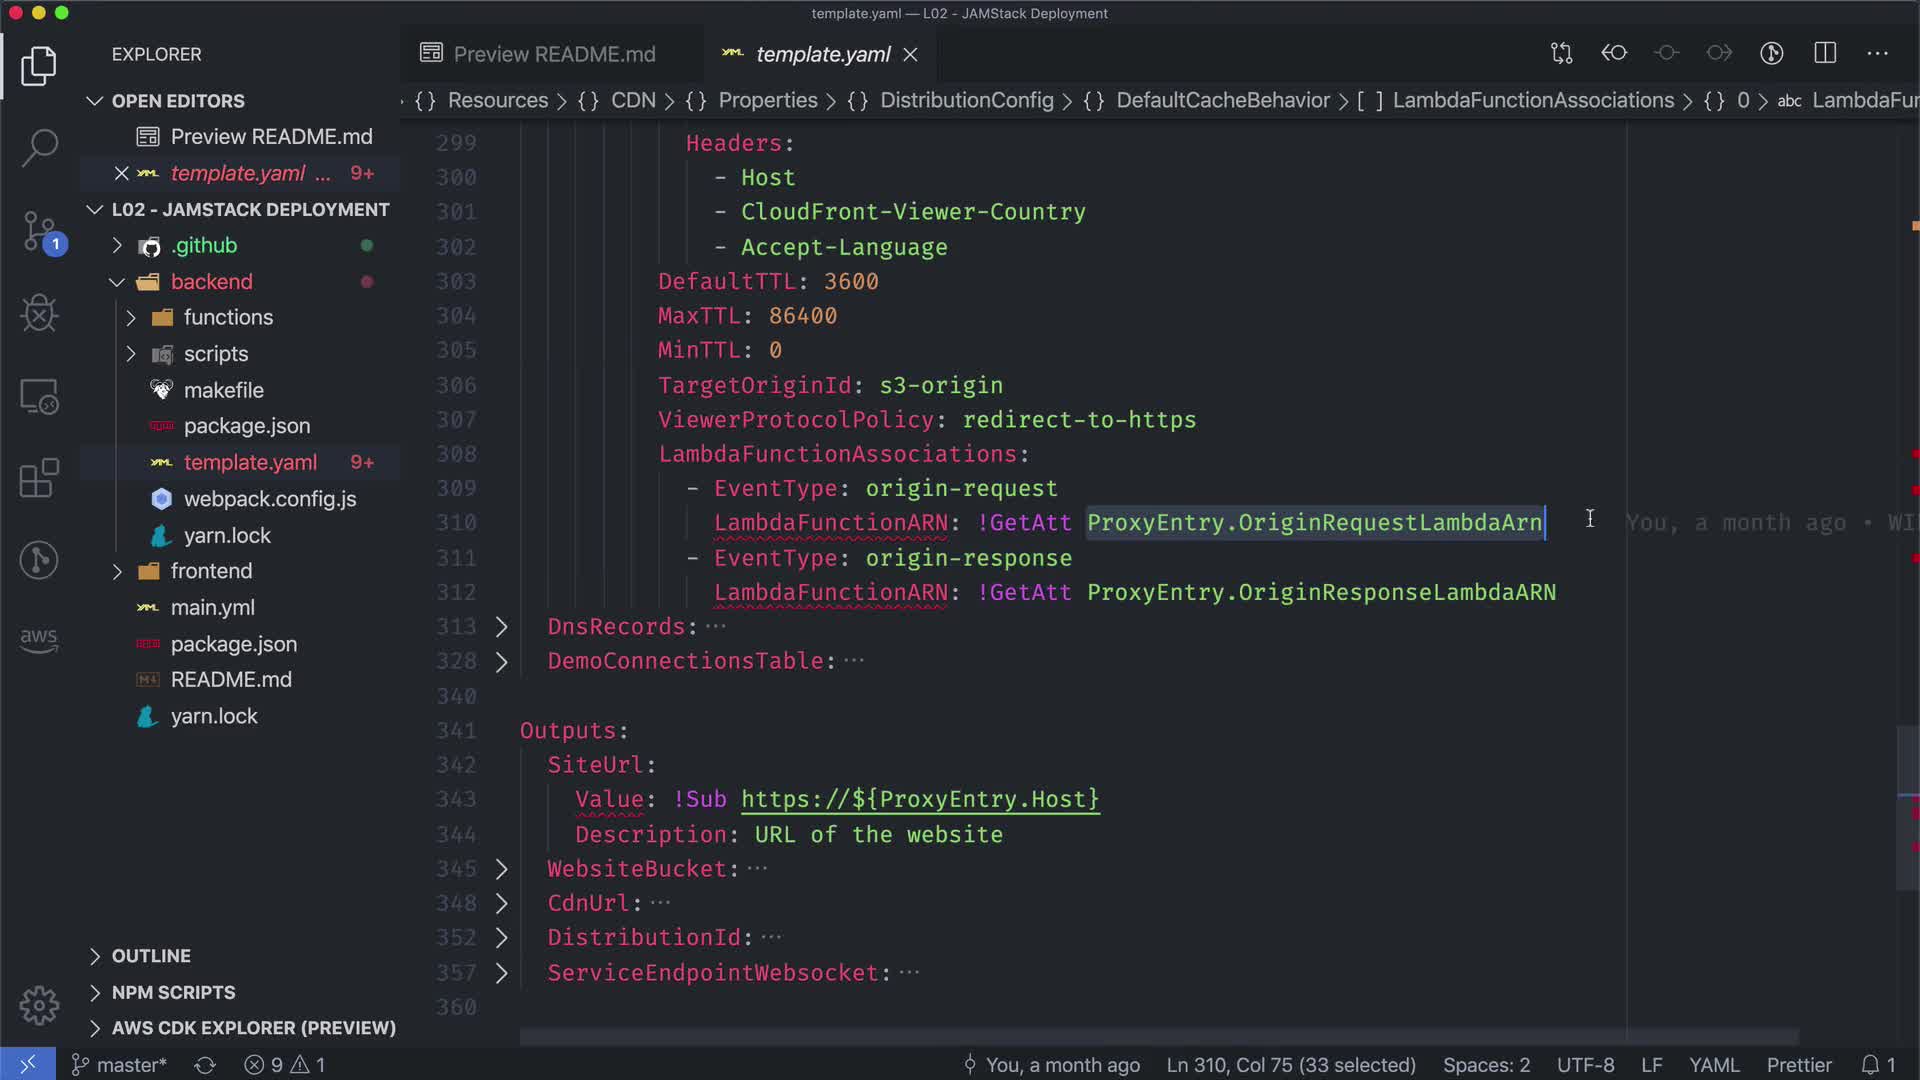 template.yaml — L02 - JAMStack Deployment
EXPLORER
OPEN EDITORS
Preview README.md
template.yaml ... 9+
L02 - JAMSTACK DEPLOYMENT
.github
backend
functions
scripts
makefile
package.json
template.yaml 9+
webpack.config.js
yarn.lock
frontend
main.yml
package.json
README.md
yarn.lock
OUTLINE
NPM SCRIPTS
AWS CDK EXPLORER (PREVIEW)
1
aws
Preview README.md
template.yaml
{} Resources > {} CDN > {} Properties > {} DistributionConfig > {} DefaultCacheBehavior > [ ] LambdaFunctionAssociations > {} 0 > abc LambdaFur
299 Headers:
300 - Host
301 - CloudFront-Viewer-Country
302 - Accept-Language
303 DefaultTTL: 3600
304 MaxTTL: 86400
305 MinTTL: 0
306 TargetOriginId: s3-origin
307 ViewerProtocolPolicy: redirect-to-https
308 LambdaFunctionAssociations:
309 - EventType: origin-request
310 LambdaFunctionARN: !GetAtt ProxyEntry.OriginRequestLambdaArn You, a month ago • WI
311 - EventType: origin-response
312 LambdaFunctionARN: !GetAtt ProxyEntry.OriginResponseLambdaARN
313 DnsRecords: ...
328 DemoConnectionsTable: ...
340
341 Outputs:
342 SiteUrl:
343 Value: !Sub https://${ProxyEntry.Host}
344 Description: URL of the website
345 WebsiteBucket: ...
348 CdnUrl: ...
352 DistributionId: ...
357 ServiceEndpointWebsocket: ...
360
master* 9 1 You, a month ago Ln 310, Col 75 (33 selected) Spaces: 2 UTF-8 LF YAML Prettier 1